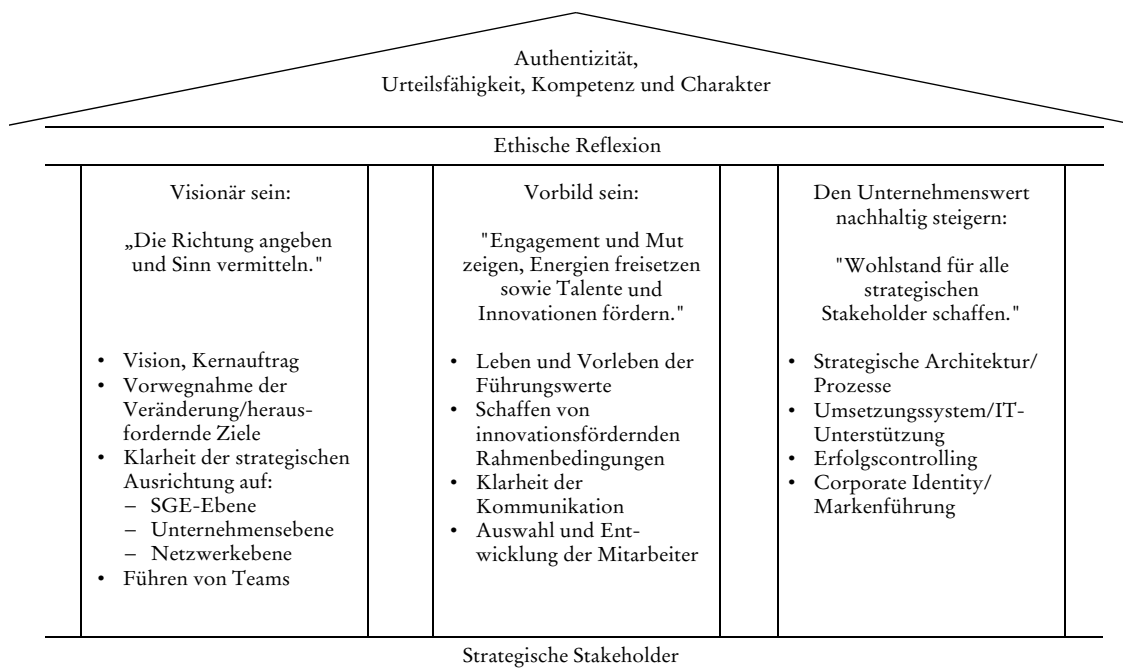 Authentizität,
Urteilsfähigkeit, Kompetenz und Charakter
Ethische Reflexion
Visionär sein:
„Die Richtung angeben
und Sinn vermitteln."
• Vision, Kernauftrag
• Vorwegnahme der
Veränderung/heraus-
fordernde Ziele
• Klarheit der strategischen
Ausrichtung auf:
– SGE-Ebene
– Unternehmensebene
– Netzwerkebene
• Führen von Teams
Vorbild sein:
"Engagement und Mut
zeigen, Energien freisetzen
sowie Talente und
Innovationen fördern."
• Leben und Vorleben der
Führungswerte
• Schaffen von
innovationsfördernden
Rahmenbedingungen
• Klarheit der
Kommunikation
• Auswahl und Ent-
wicklung der Mitarbeiter
Den Unternehmenswert
nachhaltig steigern:
"Wohlstand für alle
strategischen
Stakeholder schaffen."
• Strategische Architektur/
Prozesse
• Umsetzungssystem/IT-
Unterstützung
• Erfolgscontrolling
• Corporate Identity/
Markenführung
Strategische Stakeholder